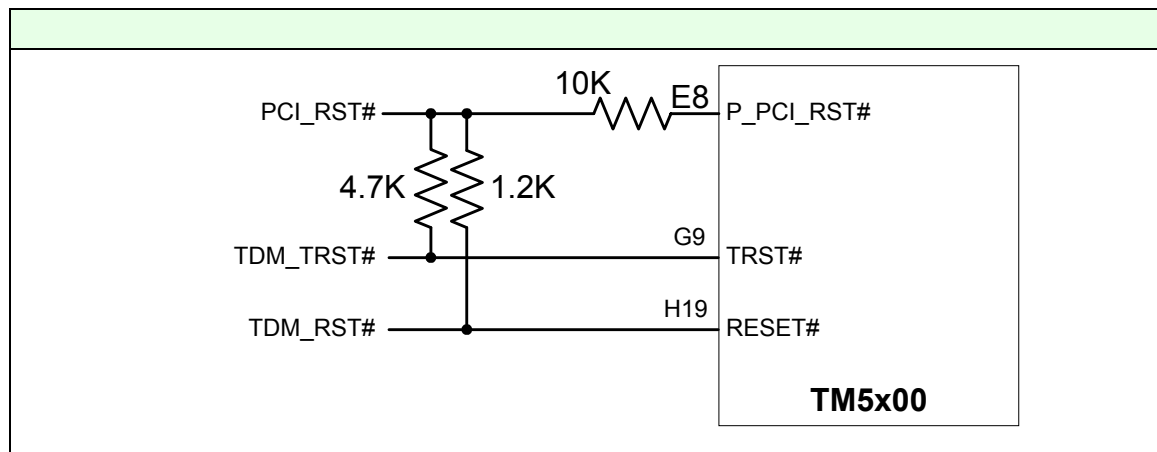 10K
PCI_RST# E8 P_PCI_RST#
4.7K 1.2K
TDM_TRST# G9 TRST#
TDM_RST# H19 RESET#
TM5x00